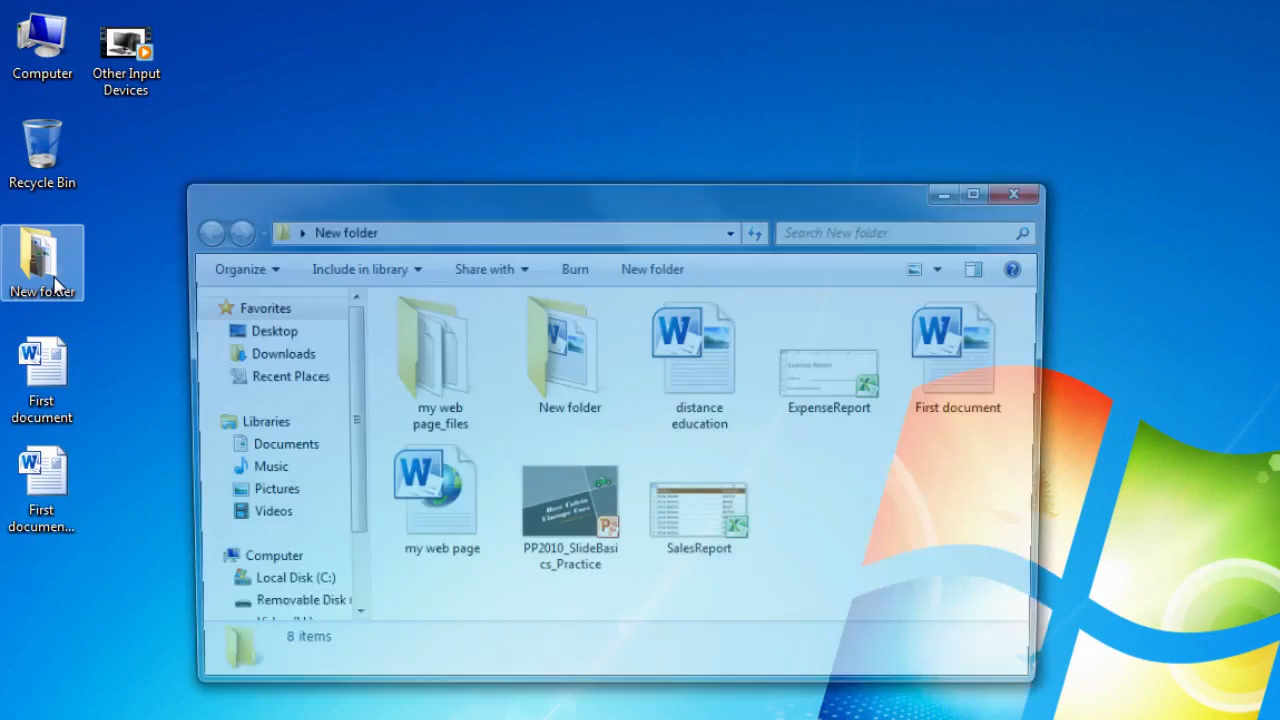 Computer
Other Input
Devices
Recycle Bin
New folder
First
document
First
documen...
New folder
Search New folder
Organize
Include in library
Share with
Burn
New folder
Favorites
Desktop
Downloads
Recent Places
Libraries
Documents
Music
Pictures
Videos
Computer
Local Disk (C:)
Removable Disk (
my web
page_files
New folder
distance
education
ExpenseReport
First document
my web page
PP2010_SlideBasi
cs_Practice
SalesReport
Expense Report
8 items